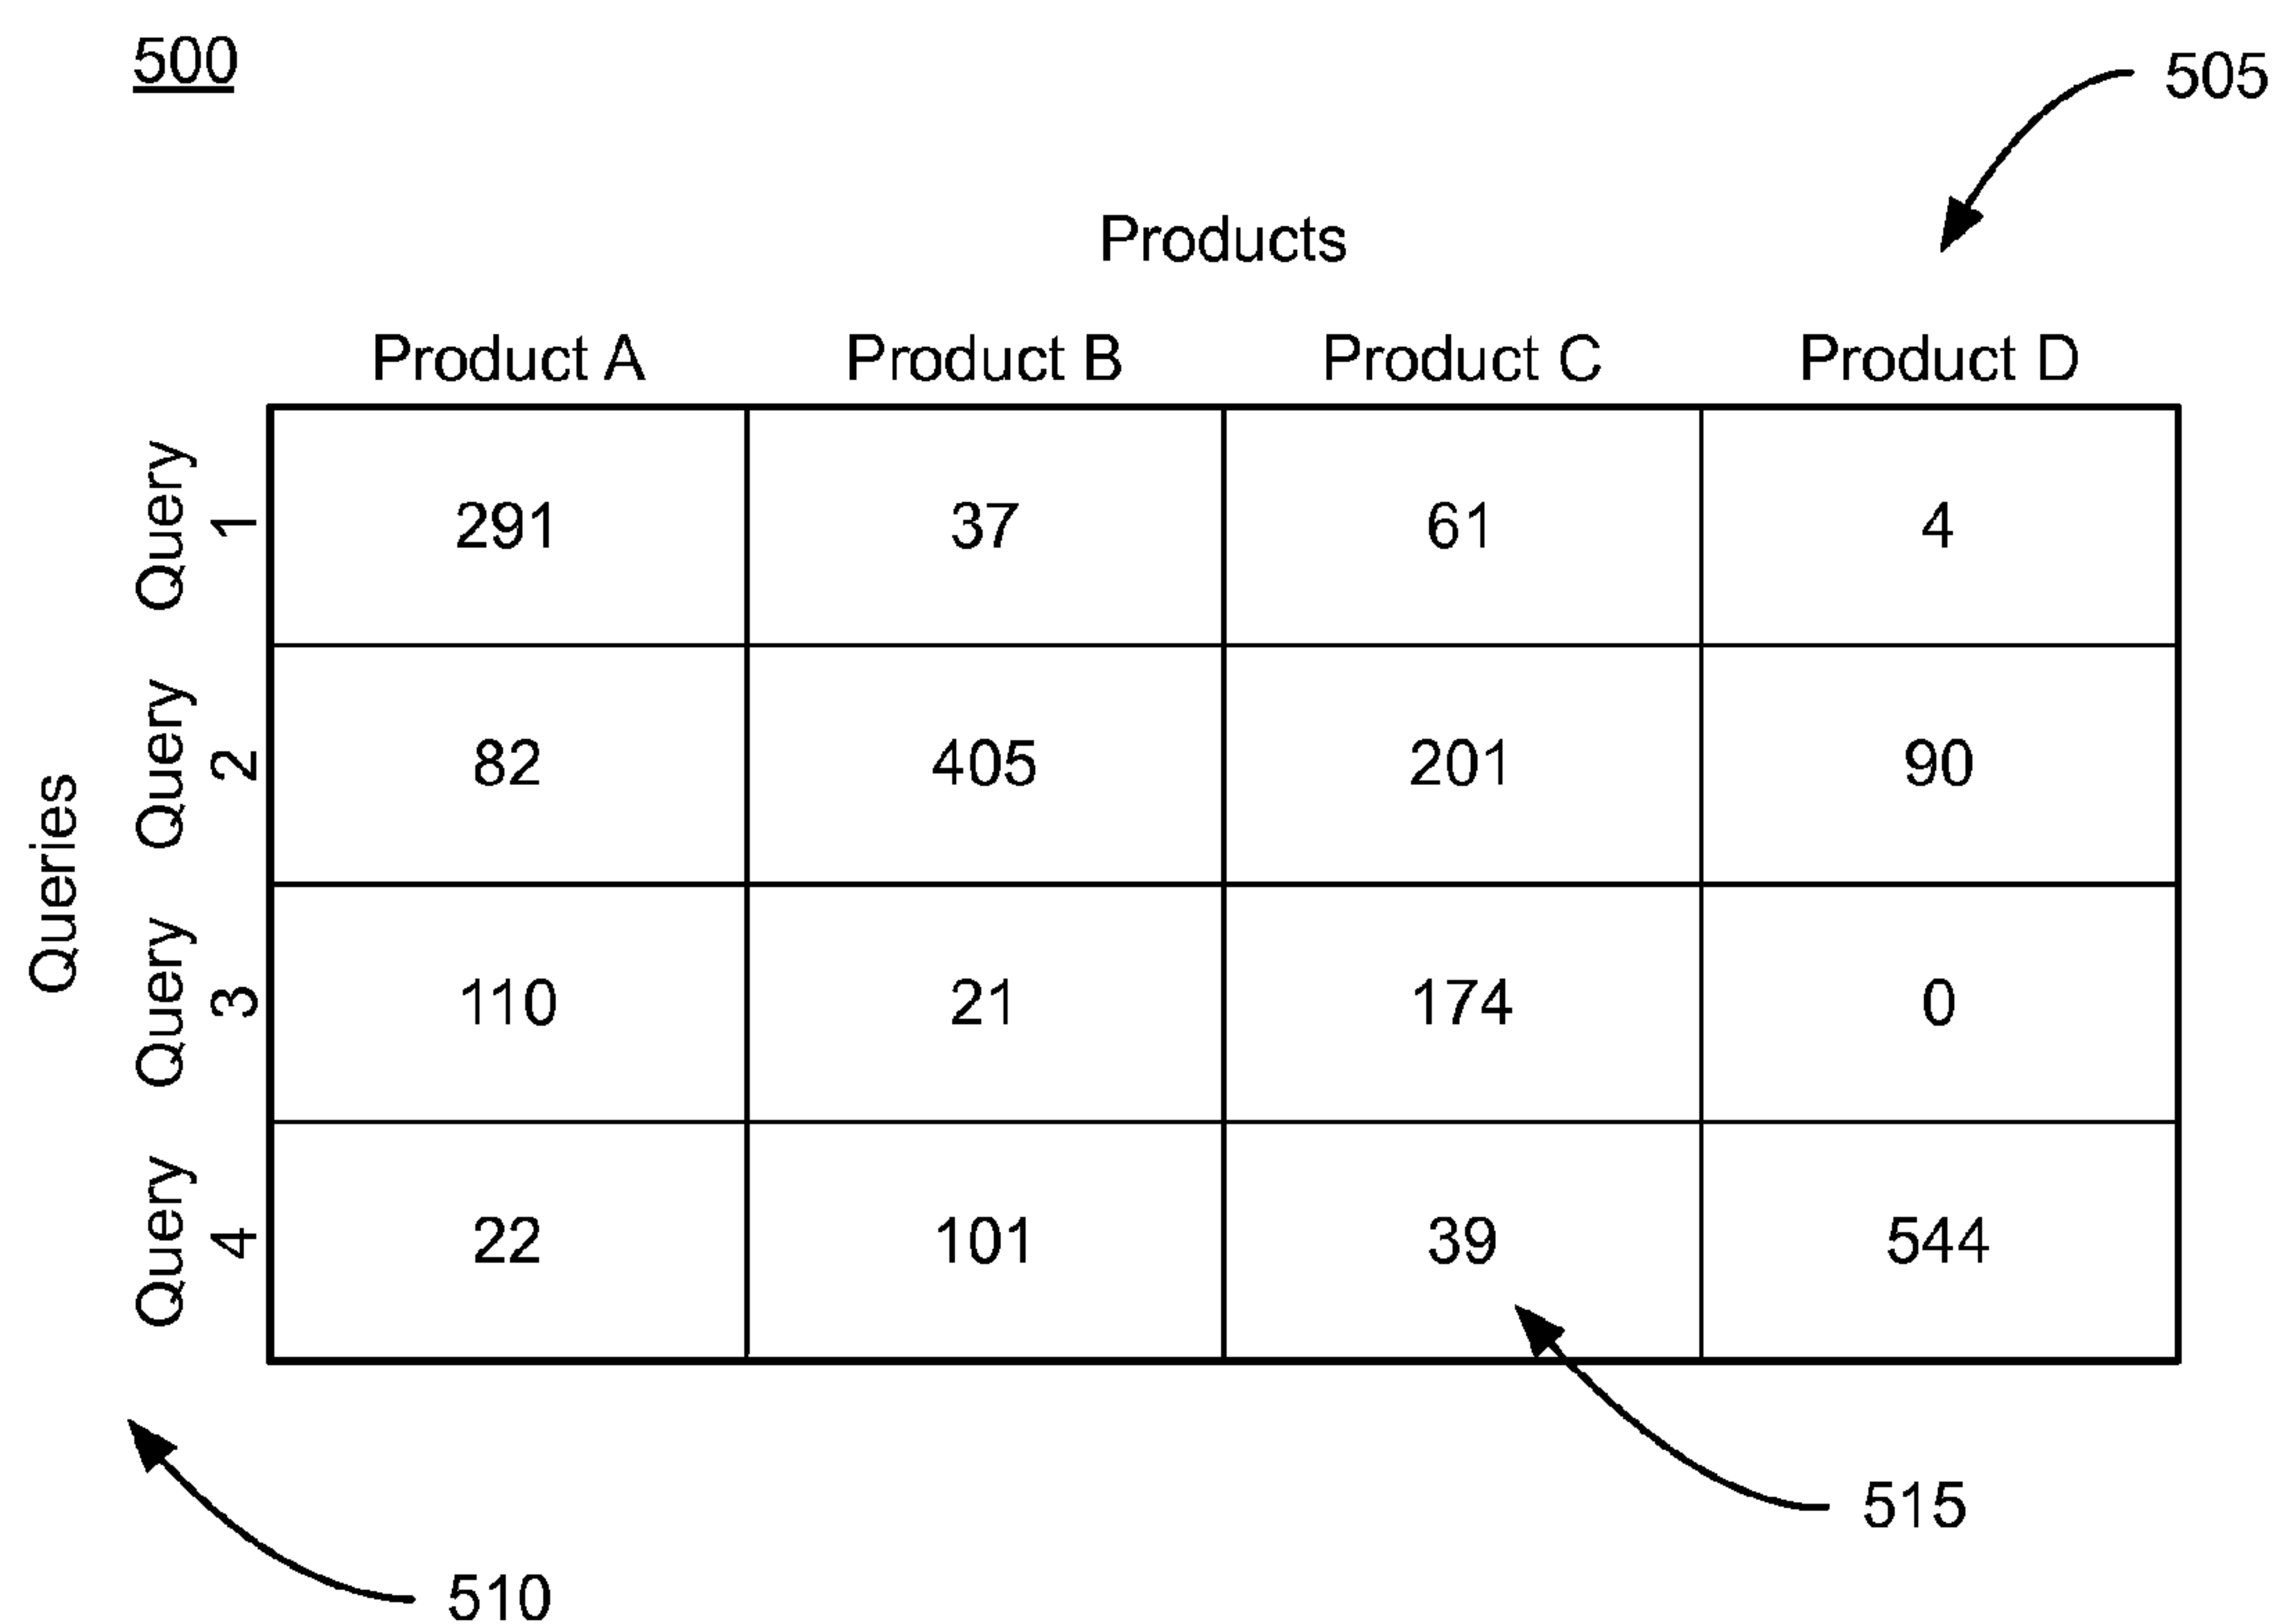 500
505
Products
Product A Product B Product C Product D
Queries
Query 1 291 37 61 4
Query 2 82 405 201 90
Query 3 110 21 174 0
Query 4 22 101 39 544
515
510